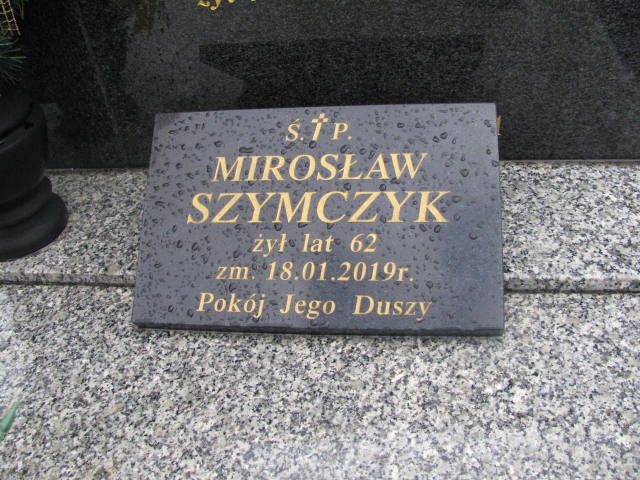 Ś.†P.
MIROSŁAW
SZYMCZYK
żył lat 62
zm. 18.01.2019r.
Pokój Jego Duszy